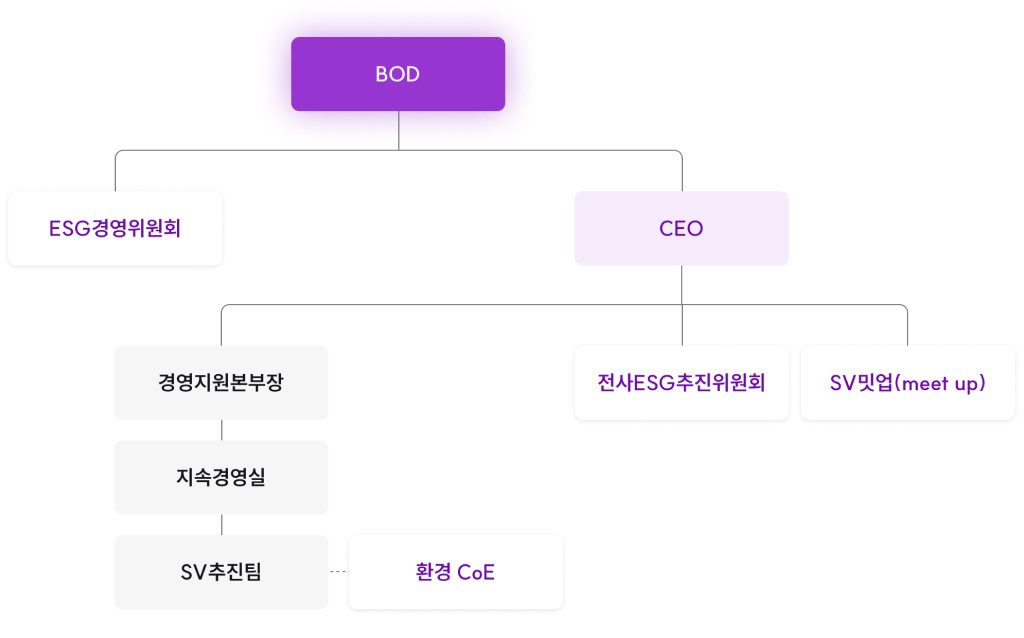 BOD
ESG경영위원회
CEO
경영지원본부장
전사ESG추진위원회
SV밋업(meet up)
지속경영실
SV추진팀
환경 CoE